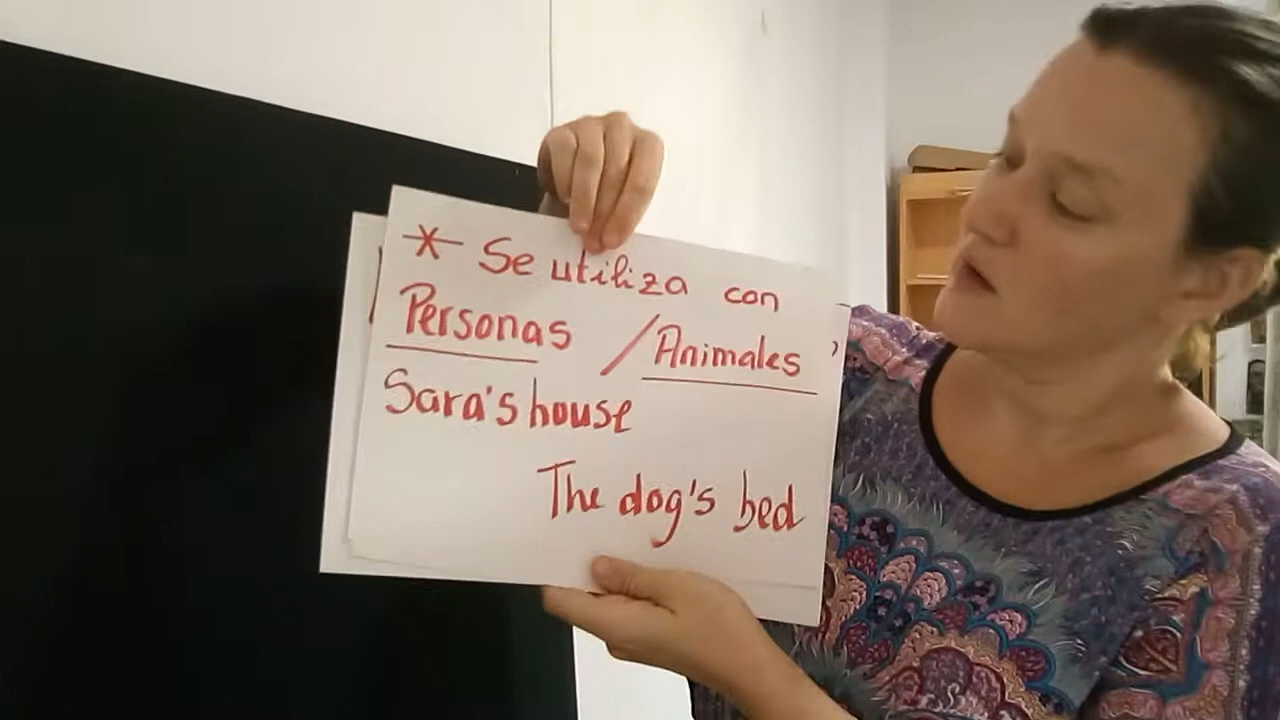 * Se utiliza con
Personas / Animales
Sara's house
The dog's bed